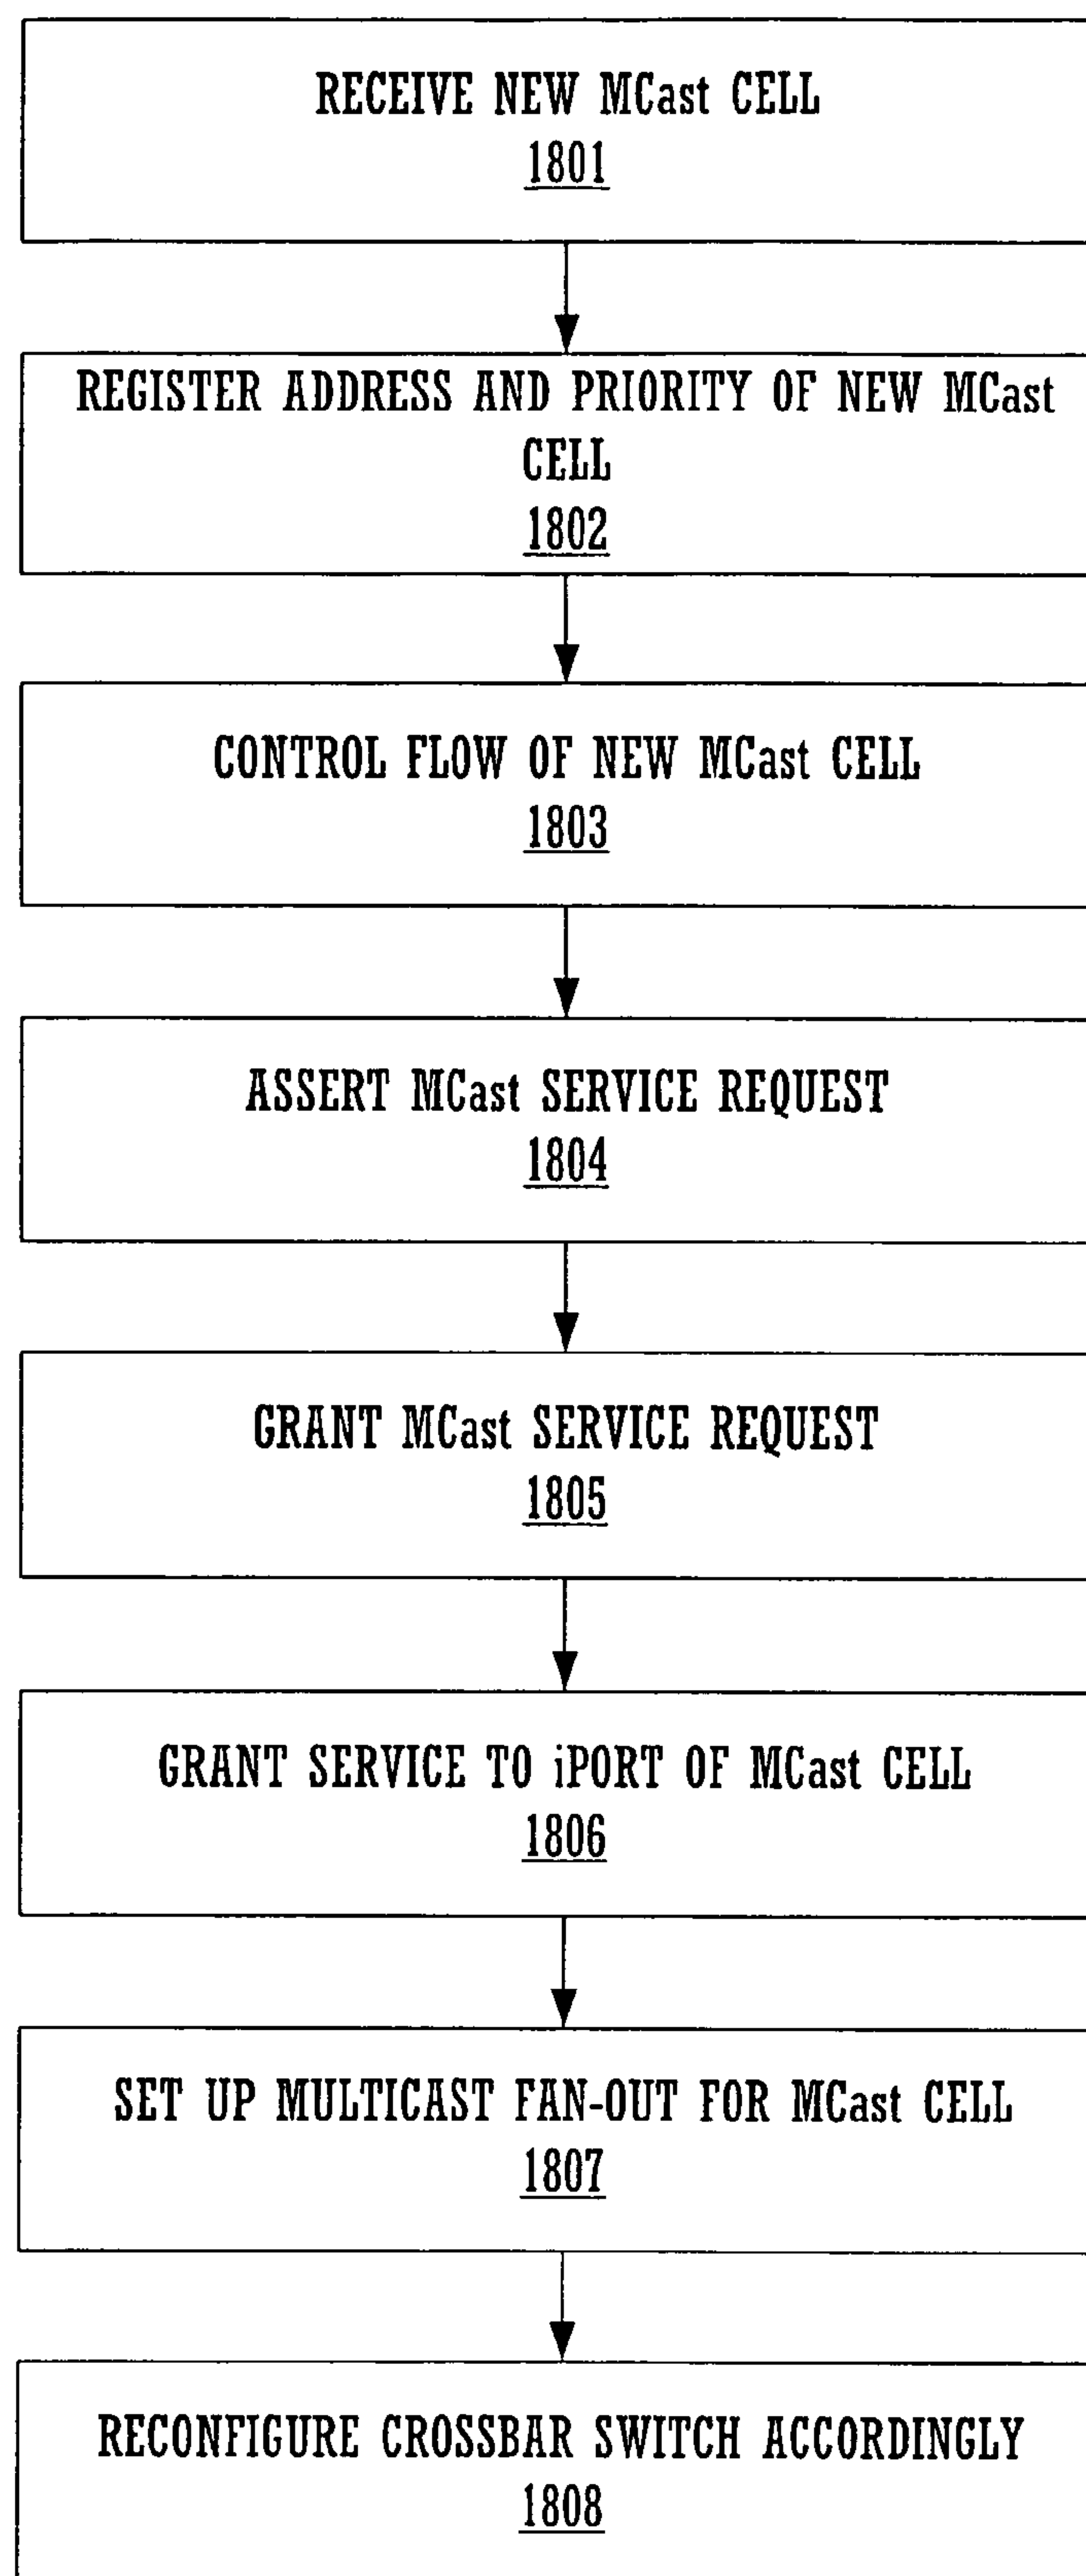 RECEIVE NEW MCast CELL
1801
REGISTER ADDRESS AND PRIORITY OF NEW MCast
CELL
1802
CONTROL FLOW OF NEW MCast CELL
1803
ASSERT MCast SERVICE REQUEST
1804
GRANT MCast SERVICE REQUEST
1805
GRANT SERVICE TO iPORT OF MCast CELL
1806
SET UP MULTICAST FAN-OUT FOR MCast CELL
1807
RECONFIGURE CROSSBAR SWITCH ACCORDINGLY
1808